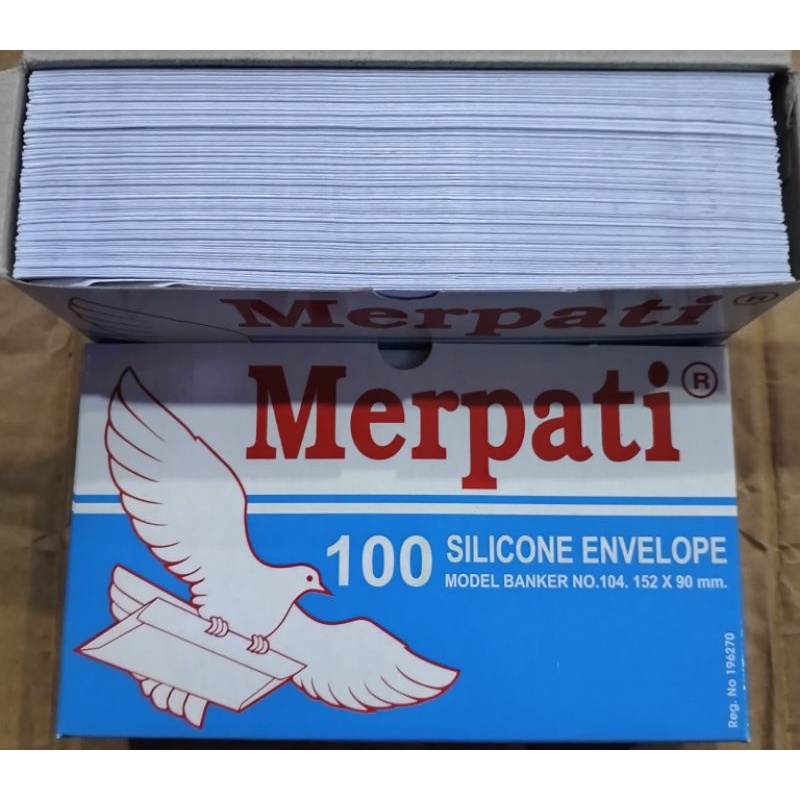 Merpati ®
Merpati ®
100 SILICONE ENVELOPE
MODEL BANKER NO.104. 152 X 90 mm.
Reg. No 196270